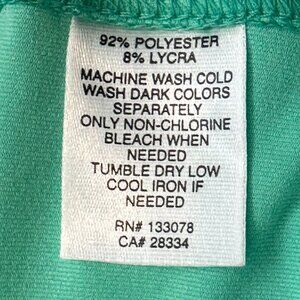 92% POLYESTER
8% LYCRA
MACHINE WASH COLD
WASH DARK COLORS
SEPARATELY
ONLY NON-CHLORINE
BLEACH WHEN
NEEDED
TUMBLE DRY LOW
COOL IRON IF
NEEDED
RN# 133078
CA# 28334